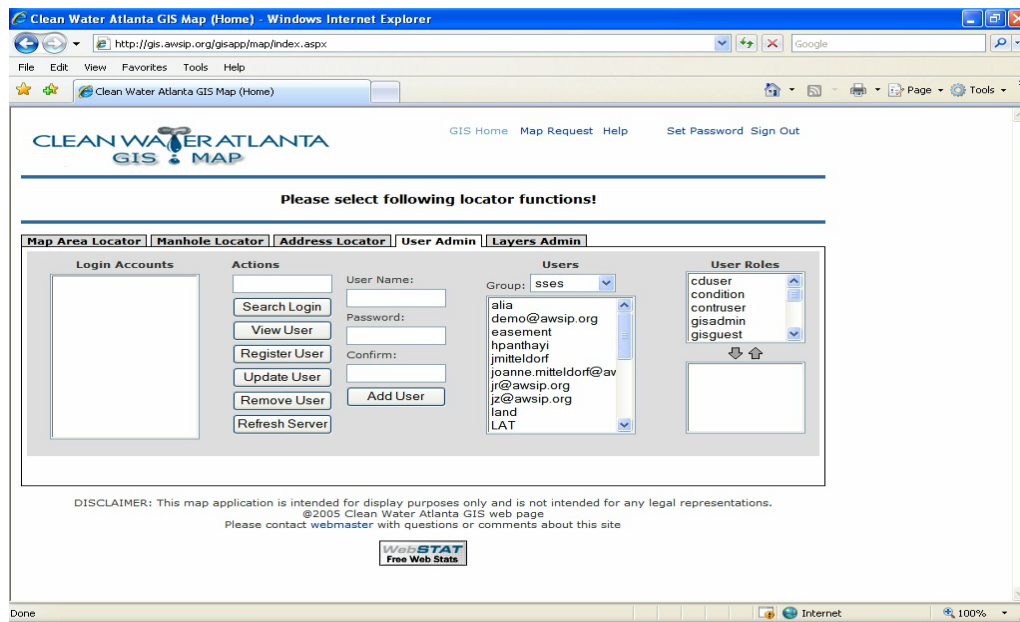 Clean Water Atlanta GIS Map (Home) - Windows Internet Explorer
http://gis.awsip.org/gisapp/map/index.aspx
Google
File Edit View Favorites Tools Help
Clean Water Atlanta GIS Map (Home)
Page Tools
CLEAN WATER ATLANTA
GIS MAP
GIS Home Map Request Help Set Password Sign Out
Please select following locator functions!
Map Area Locator Manhole Locator Address Locator User Admin Layers Admin
Login Accounts
Actions
Search Login
View User
Register User
Update User
Remove User
Refresh Server
User Name:
Password:
Confirm:
Add User
Users
Group: sses
alia
demo@awsip.org
easement
hpanthayi
jmitteldorf
joanne.mitteldorf@aw
jr@awsip.org
jz@awsip.org
land
LAT
User Roles
cduser
condition
contruser
gisadmin
gisguest
DISCLAIMER: This map application is intended for display purposes only and is not intended for any legal representations.
@2005 Clean Water Atlanta GIS web page
Please contact webmaster with questions or comments about this site
WebSTAT
Free Web Stats
Done
Internet
100%